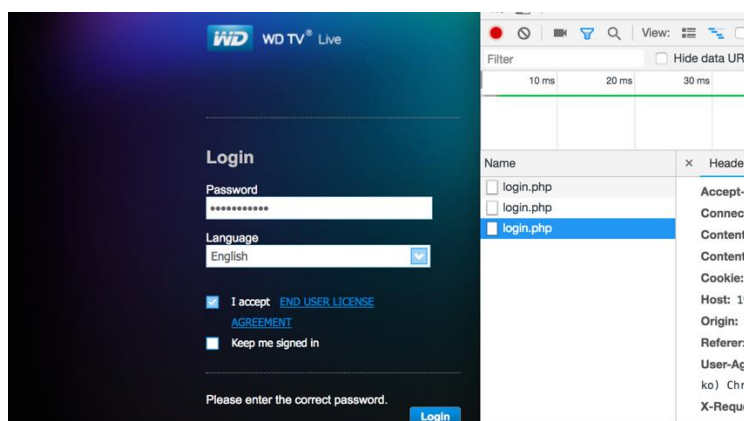 WD WD TV® Live
Login
Password
•••••••••••
Language
English
I accept END USER LICENSE
AGREEMENT
Keep me signed in
Please enter the correct password.
Login
View:
Filter
Hide data UR
10 ms 20 ms 30 ms
Name
× Heade
login.php
login.php
login.php
Accept-
Connec
Content
Content
Cookie:
Host: 1
Origin:
Referer:
User-Ag
ko) Chr
X-Reque